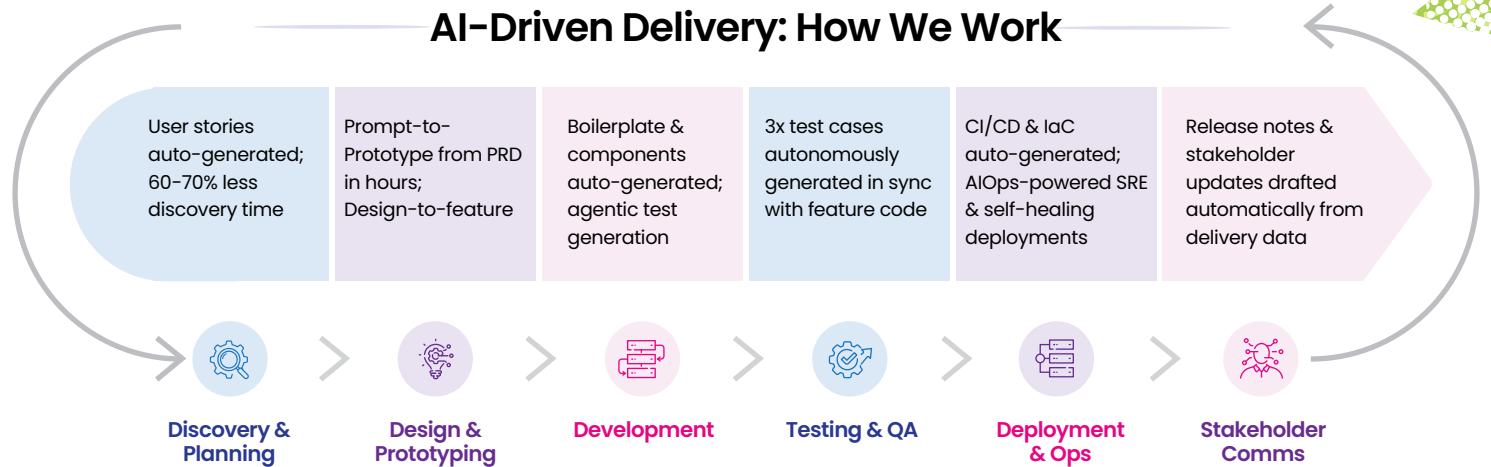 AI-Driven Delivery: How We Work
User stories
auto-generated;
60-70% less
discovery time
Prompt-to-
Prototype from PRD
in hours;
Design-to-feature
Boilerplate &
components
auto-generated;
agentic test
generation
3x test cases
autonomously
generated in sync
with feature code
CI/CD & IaC
auto-generated;
AIOps-powered SRE
& self-healing
deployments
Release notes &
stakeholder
updates drafted
automatically from
delivery data
Discovery &
Planning
Design &
Prototyping
Development
Testing & QA
Deployment
& Ops
Stakeholder
Comms